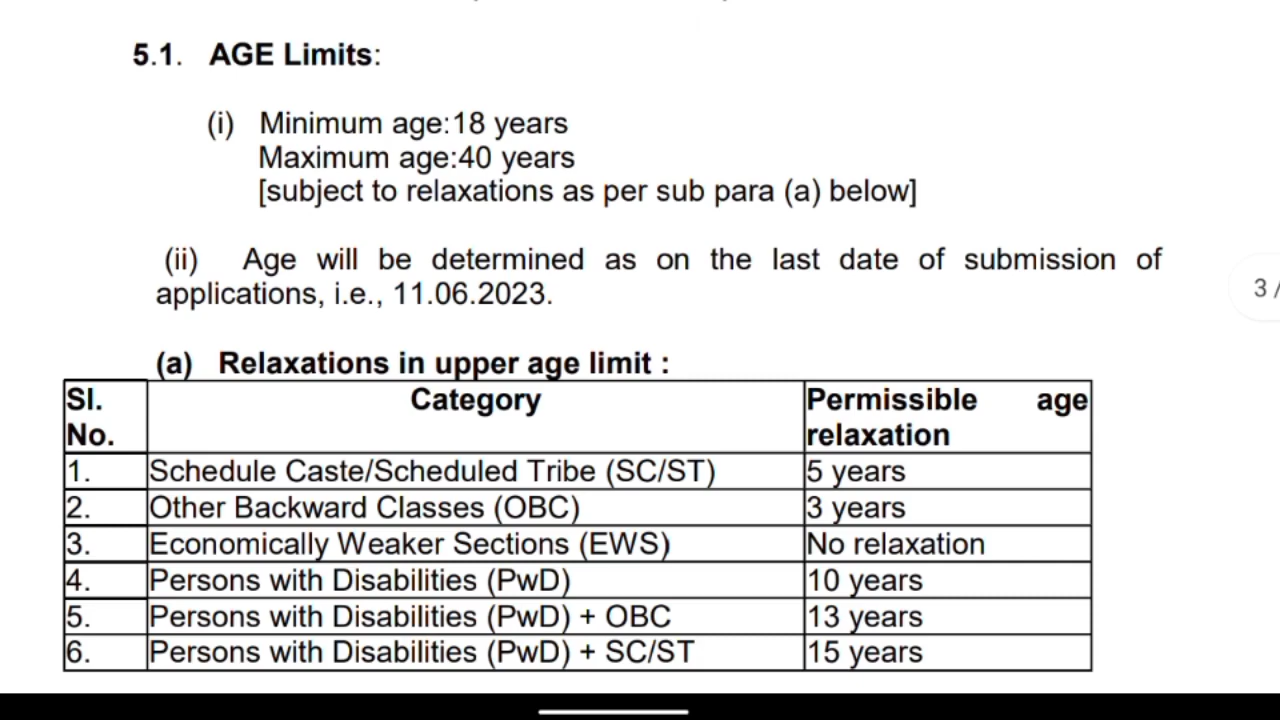 5.1. AGE Limits:
(i) Minimum age:18 years
Maximum age:40 years
[subject to relaxations as per sub para (a) below]
(ii) Age will be determined as on the last date of submission of
applications, i.e., 11.06.2023.
(a) Relaxations in upper age limit :
Sl. No. Category Permissible age relaxation
1. Schedule Caste/Scheduled Tribe (SC/ST) 5 years
2. Other Backward Classes (OBC) 3 years
3. Economically Weaker Sections (EWS) No relaxation
4. Persons with Disabilities (PwD) 10 years
5. Persons with Disabilities (PwD) + OBC 13 years
6. Persons with Disabilities (PwD) + SC/ST 15 years
3/